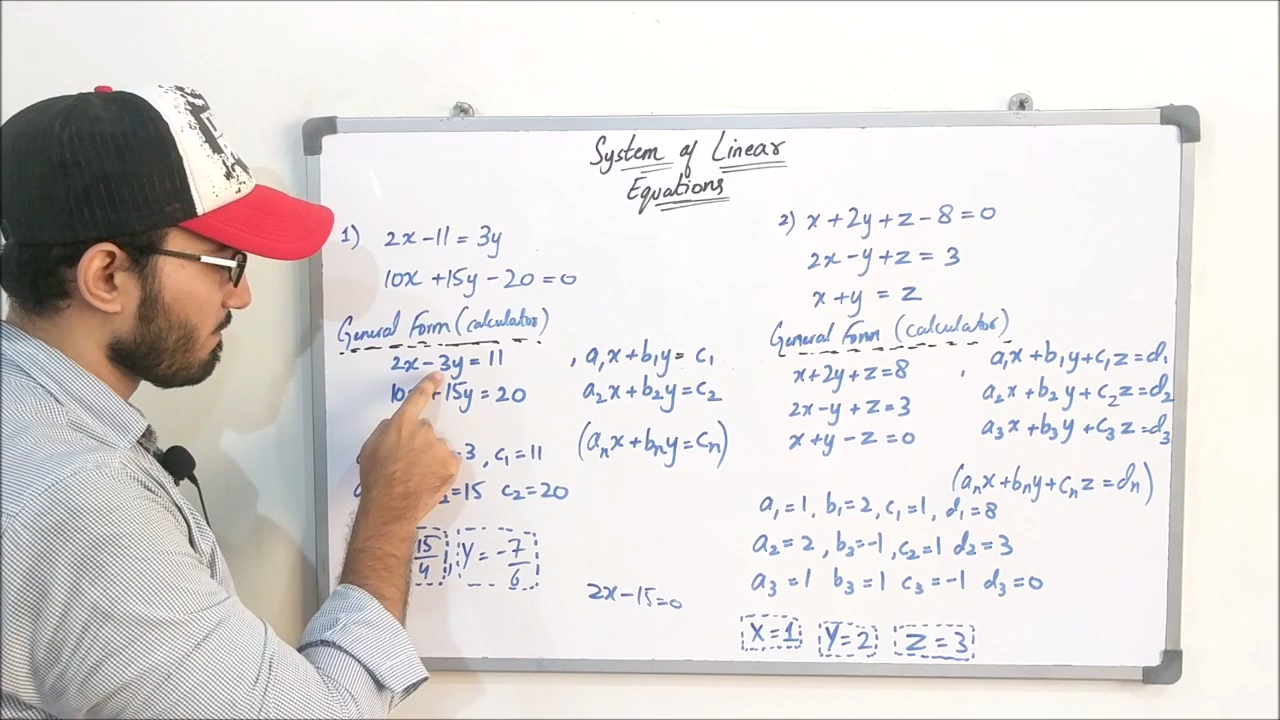 System of Linear
Equations
1) 2x-11=3y
10x+15y-20=0
General Form (calculator)
2x-3y=11 , a₁x+b₁y=c₁
+15y=20 a₂x+b₂y=c₂
(aₙx+bₙy=cₙ)
3, c₁=11
=15 c₂=20
15/4, y=-7/6
2x-15=0
2) x+2y+z-8=0
2x-y+z=3
x+y=z
General Form (calculator)
x+2y+z=8 , a₁x+b₁y+c₁z=d₁
2x-y+z=3 a₂x+b₂y+c₂z=d₂
x+y-z=0 a₃x+b₃y+c₃z=d₃
(aₙx+bₙy+cₙz=dₙ)
a₁=1, b₁=2, c₁=1, d₁=8
a₂=2, b₂=-1, c₂=1 d₂=3
a₃=1 b₃=1 c₃=-1 d₃=0
x=1 y=2 z=3